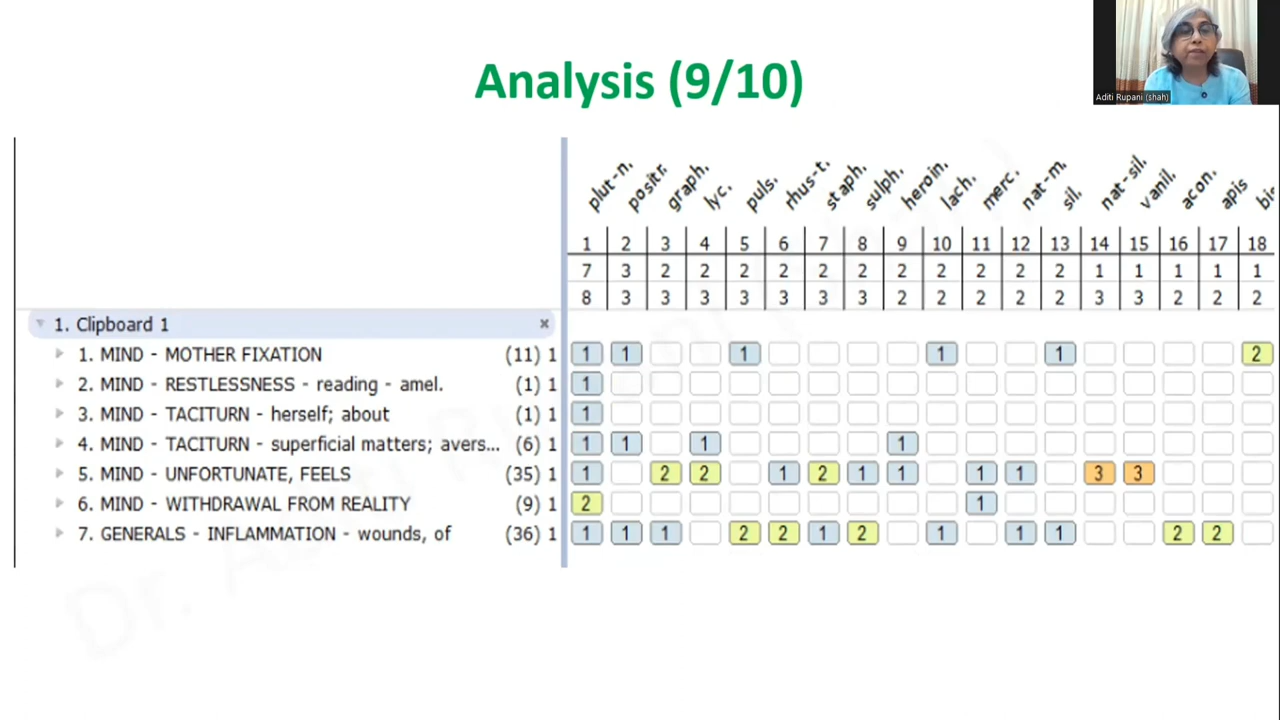 Analysis (9/10)
Aditi Rupani (shah)
plut-n. positr. graph. lyc. puls. rhus-t. staph. sulph. heroin. lach. merc. nat-m. sil. nat-sil. vanil. acon. apis
1 2 3 4 5 6 7 8 9 10 11 12 13 14 15 16 17 18
7 3 2 2 2 2 2 2 2 2 2 2 2 1 1 1 1 1
8 3 3 3 3 3 3 3 2 2 2 2 2 3 3 2 2 2
1. Clipboard 1 ×
1. MIND - MOTHER FIXATION (11) 1 1 1 1 1 1 2
2. MIND - RESTLESSNESS - reading - amel. (1) 1 1
3. MIND - TACITURN - herself; about (1) 1 1
4. MIND - TACITURN - superficial matters; avers... (6) 1 1 1 1 1
5. MIND - UNFORTUNATE, FEELS (35) 1 1 2 2 1 2 1 1 1 1 3 3
6. MIND - WITHDRAWAL FROM REALITY (9) 1 2 1
7. GENERALS - INFLAMMATION - wounds, of (36) 1 1 1 1 2 2 1 2 1 1 1 2 2